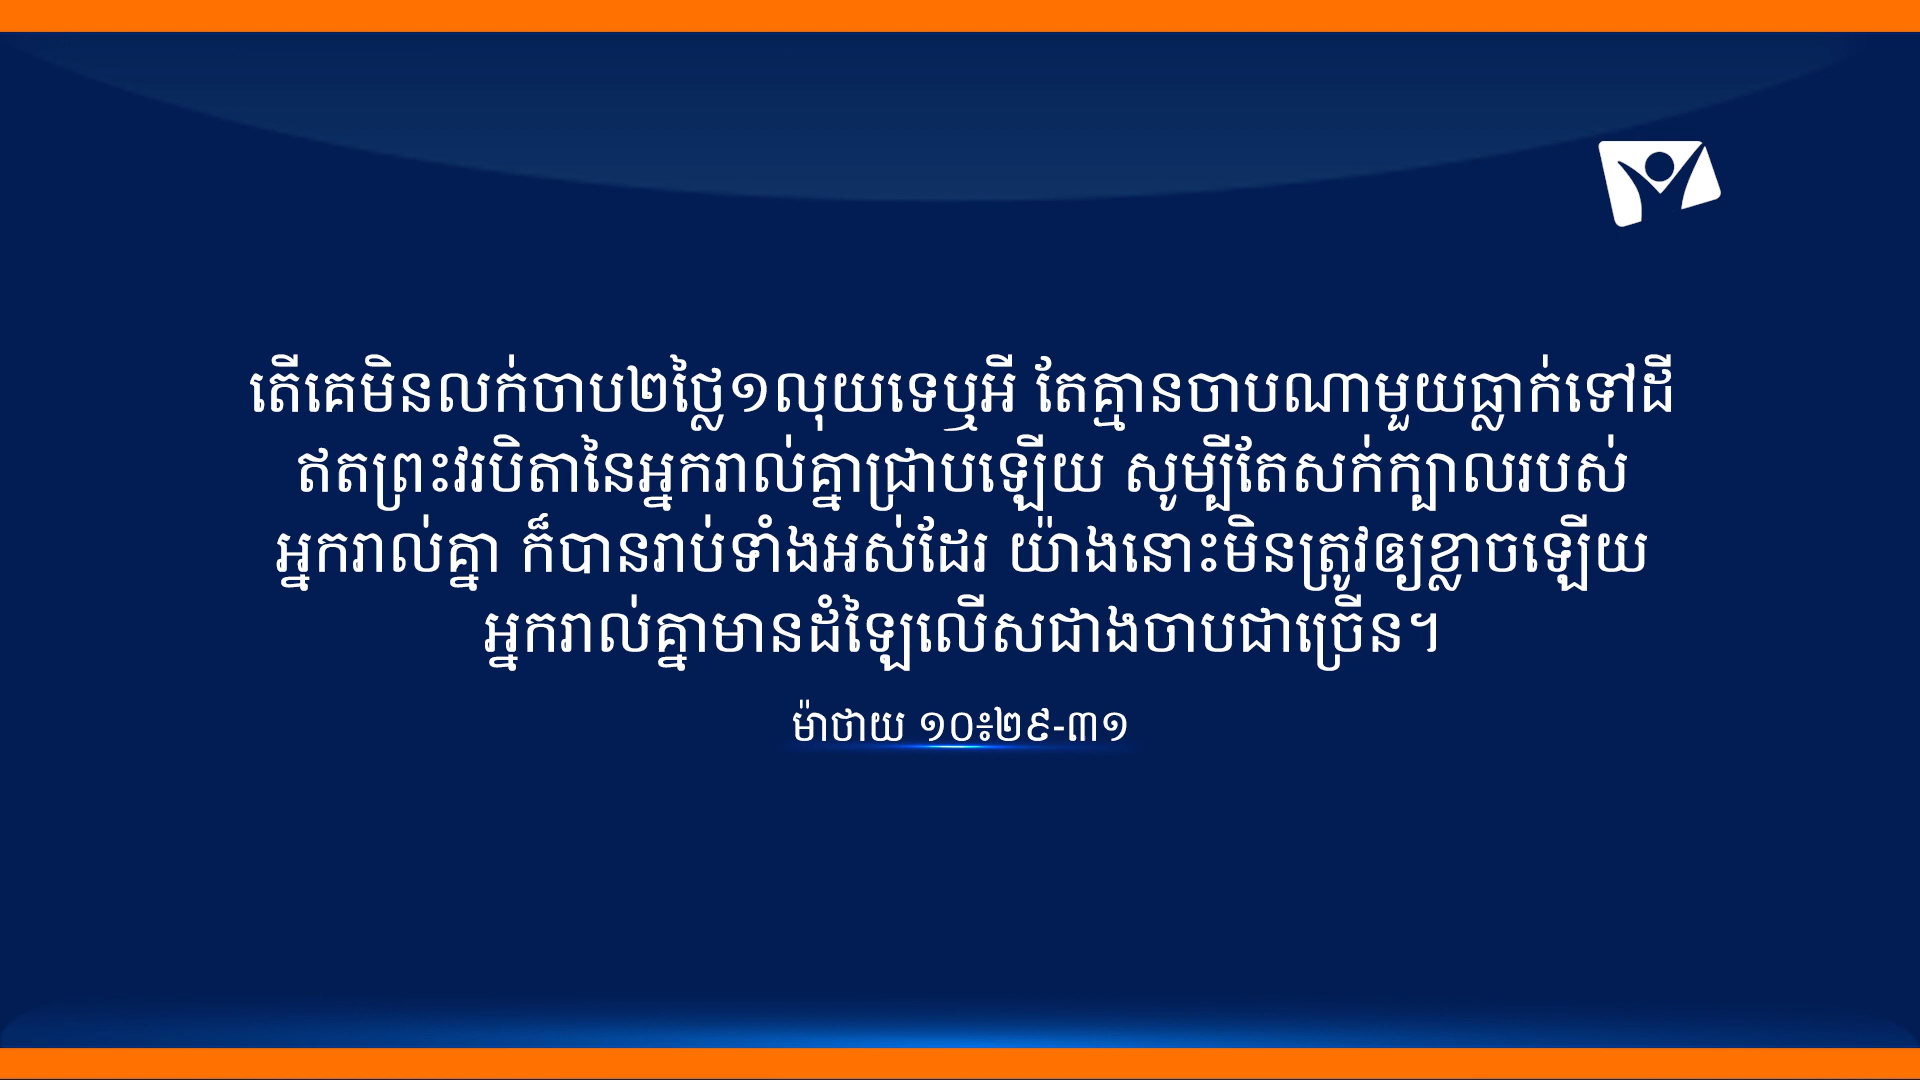 តើគេមិនលក់ចាប២ថ្លៃ១លុយទេឬអី តែគ្មានចាបណាមួយធ្លាក់ទៅដី
ឥតព្រះវរបិតានៃអ្នករាល់គ្នាជ្រាបឡើយ សូម្បីតែសក់ក្បាលរបស់
អ្នករាល់គ្នា ក៏បានរាប់ទាំងអស់ដែរ យ៉ាងនោះមិនត្រូវឲ្យខ្លាចឡើយ
អ្នករាល់គ្នាមានដំឡៃលើសជាងចាបជាច្រើន។
ម៉ាថាយ ១០៖២៩-៣១